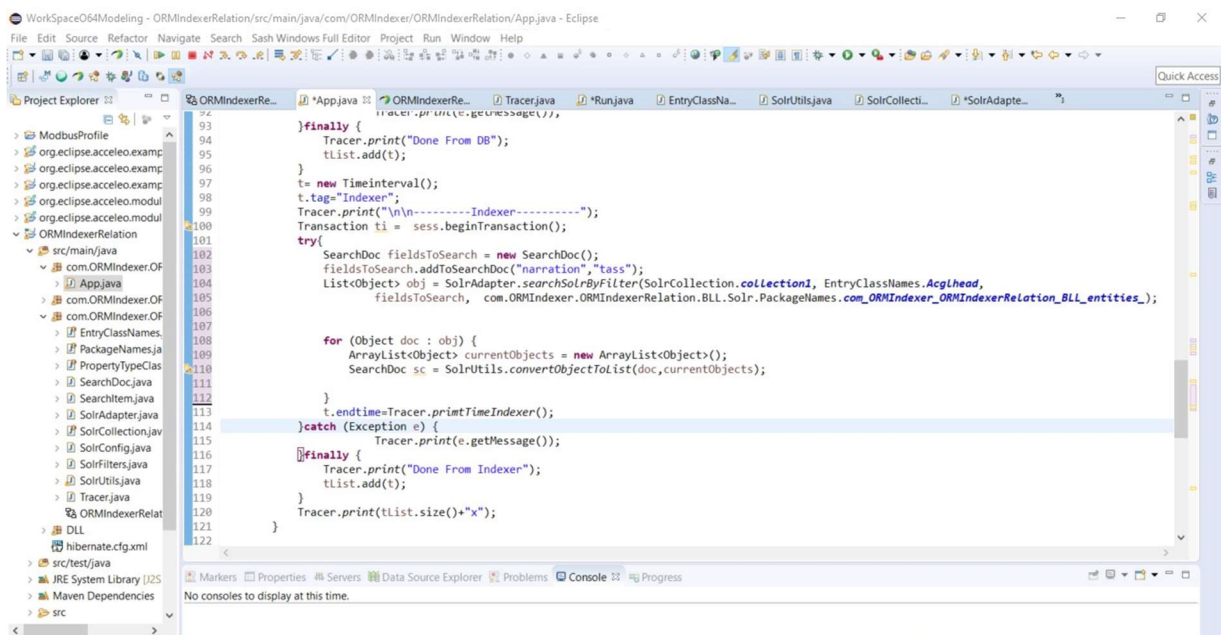 WorkSpaceO64Modeling - ORMIndexerRelation/src/main/java/com/ORMIndexer/ORMIndexerRelation/App.java - Eclipse
File Edit Source Refactor Navigate Search Sash Windows Full Editor Project Run Window Help
Quick Access
Project Explorer
ORMIndexerRe... *App.java ORMIndexerRe... Tracer.java *Run.java EntryClassNa... SolrUtils.java SolrCollecti... *SolrAdapte... »
ModbusProfile
org.eclipse.acceleo.examp
org.eclipse.acceleo.examp
org.eclipse.acceleo.examp
org.eclipse.acceleo.modul
org.eclipse.acceleo.modul
ORMIndexerRelation
src/main/java
com.ORMIndexer.OF
App.java
com.ORMIndexer.OF
com.ORMIndexer.OF
EntryClassNames.
PackageNames.ja
PropertyTypeClas
SearchDoc.java
SearchItem.java
SolrAdapter.java
SolrCollection.jav
SolrConfig.java
SolrFilters.java
SolrUtils.java
Tracer.java
ORMIndexerRelat
DLL
hibernate.cfg.xml
src/test/java
JRE System Library [J2S
Maven Dependencies
src
92 Tracer.print(e.getMessage());
93 }finally {
94 Tracer.print("Done From DB");
95 tList.add(t);
96 }
97 t= new Timeinterval();
98 t.tag="Indexer";
99 Tracer.print("\n\n---------Indexer----------");
100 Transaction ti = sess.beginTransaction();
101 try{
102 SearchDoc fieldsToSearch = new SearchDoc();
103 fieldsToSearch.addToSearchDoc("narration","tass");
104 List<Object> obj = SolrAdapter.searchSolrByFilter(SolrCollection.collection1, EntryClassNames.Acglhead,
105 fieldsToSearch, com.ORMIndexer.ORMIndexerRelation.BLL.Solr.PackageNames.com_ORMIndexer_ORMIndexerRelation_BLL_entities_);
106
107
108 for (Object doc : obj) {
109 ArrayList<Object> currentObjects = new ArrayList<Object>();
110 SearchDoc sc = SolrUtils.convertObjectToList(doc,currentObjects);
111
112 }
113 t.endtime=Tracer.primtTimeIndexer();
114 }catch (Exception e) {
115 Tracer.print(e.getMessage());
116 }finally {
117 Tracer.print("Done From Indexer");
118 tList.add(t);
119 }
120 Tracer.print(tList.size()+"x");
121 }
122
Markers Properties Servers Data Source Explorer Problems Console Progress
No consoles to display at this time.